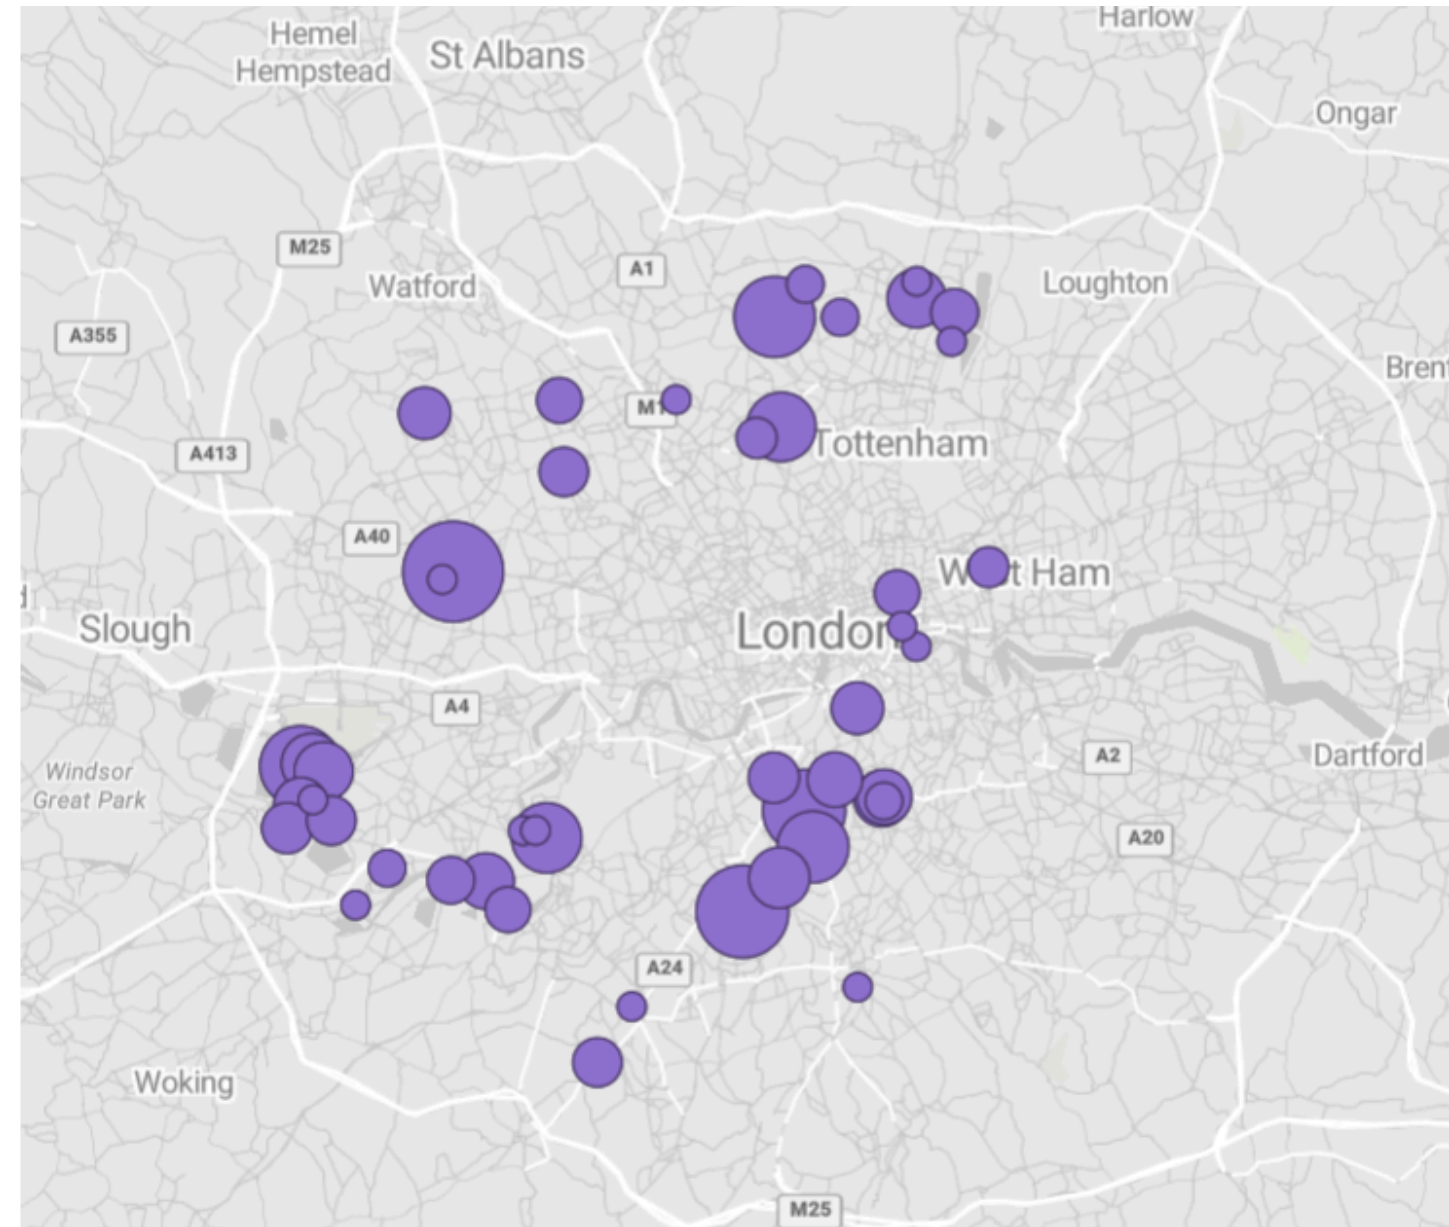 Harlow
Hemel
Hempstead
St Albans
Ongar
M25
A1
Watford
Loughton
A355
Brent
M1
A413
Tottenham
A40
W t Ham
d
Slough
London
A4
Windsor
Great Park
A2
Dartford
A20
A24
Woking
M25